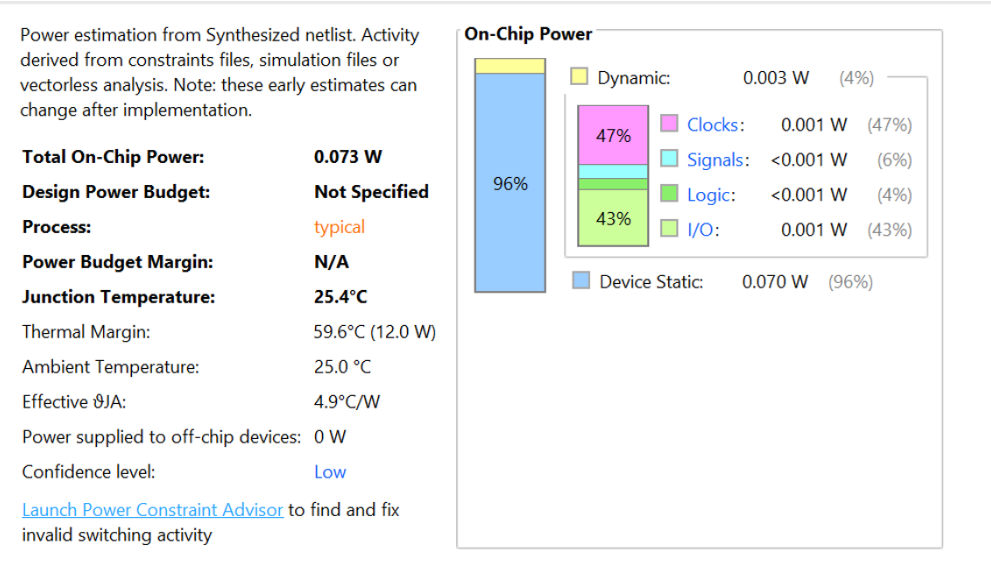 Power estimation from Synthesized netlist. Activity
derived from constraints files, simulation files or
vectorless analysis. Note: these early estimates can
change after implementation.
Total On-Chip Power: 0.073 W
Design Power Budget: Not Specified
Process: typical
Power Budget Margin: N/A
Junction Temperature: 25.4°C
Thermal Margin: 59.6°C (12.0 W)
Ambient Temperature: 25.0 °C
Effective ϑJA: 4.9°C/W
Power supplied to off-chip devices: 0 W
Confidence level: Low
Launch Power Constraint Advisor to find and fix
invalid switching activity
On-Chip Power
96%
Dynamic: 0.003 W (4%)
47%
43%
Clocks: 0.001 W (47%)
Signals: <0.001 W (6%)
Logic: <0.001 W (4%)
I/O: 0.001 W (43%)
Device Static: 0.070 W (96%)